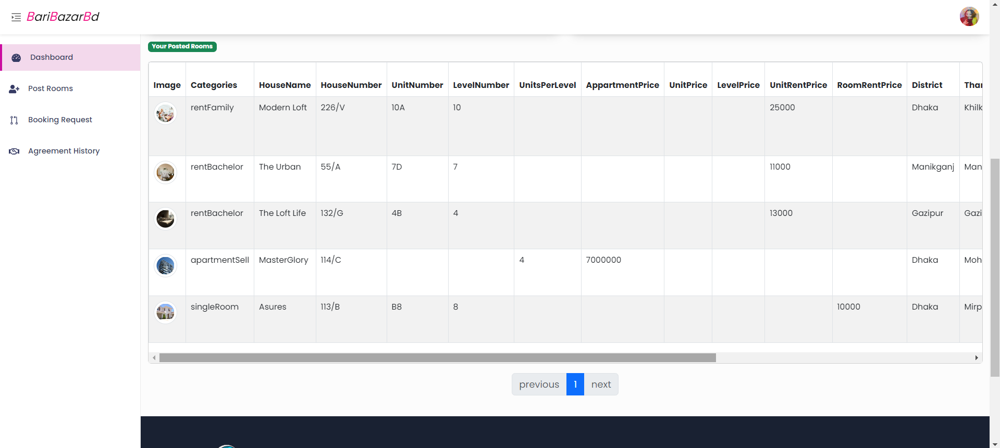 BariBazarBd
Dashboard
Post Rooms
Booking Request
Agreement History
Your Posted Rooms
Image Categories HouseName HouseNumber UnitNumber LevelNumber UnitsPerLevel AppartmentPrice UnitPrice LevelPrice UnitRentPrice RoomRentPrice District Than
rentFamily Modern Loft 226/V 10A 10 25000 Dhaka Khilk
rentBachelor The Urban 55/A 7D 7 11000 Manikganj Man
rentBachelor The Loft Life 132/G 4B 4 13000 Gazipur Gazi
apartmentSell MasterGlory 114/C 4 7000000 Dhaka Moh
singleRoom Asures 113/B B8 8 10000 Dhaka Mirp
previous 1 next